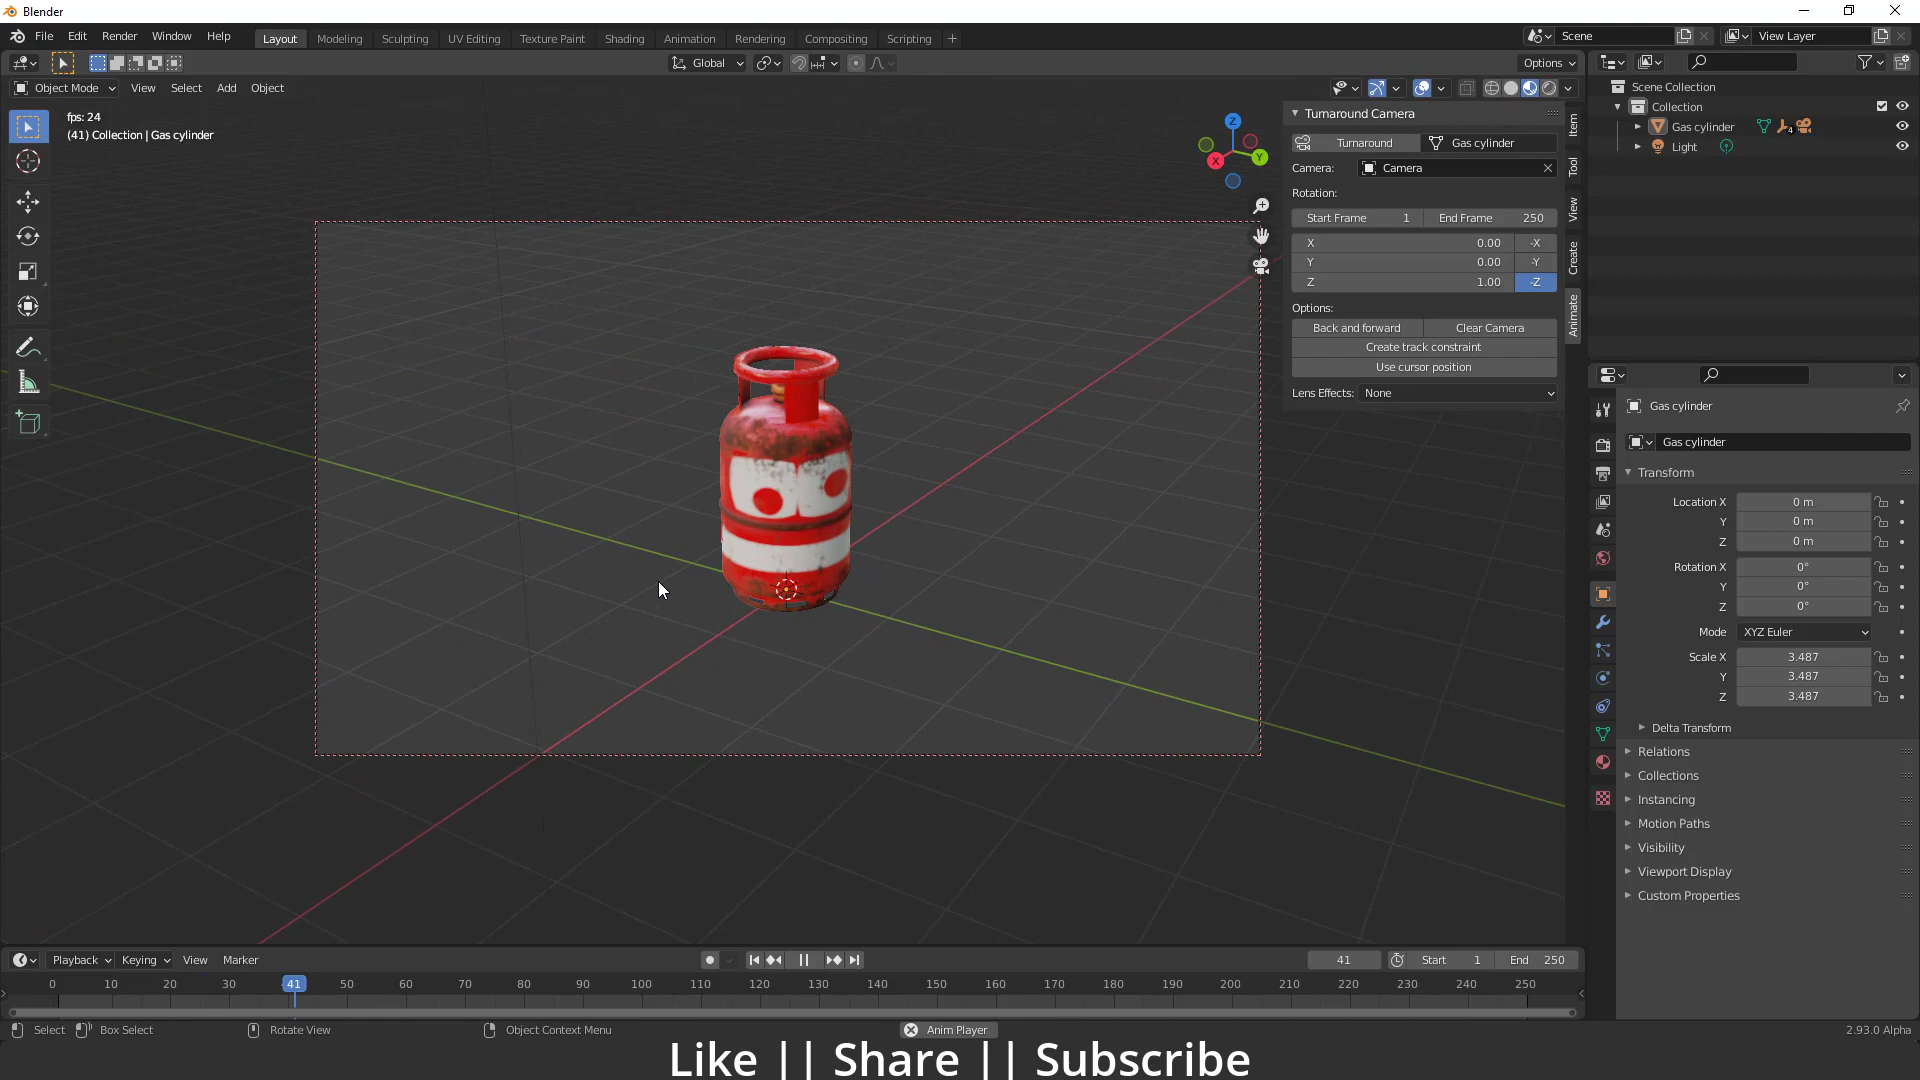 Blender
File Edit Render Window Help
Layout Modeling Sculpting UV Editing Texture Paint Shading Animation Rendering Compositing Scripting +
Scene View Layer
Global Options
Object Mode View Select Add Object
fps: 24
(41) Collection | Gas cylinder
Z
Y
X
Turnaround Camera
Turnaround Gas cylinder
Camera: Camera
Rotation:
Start Frame 1 End Frame 250
X 0.00 -X
Y 0.00 -Y
Z 1.00 -Z
Options:
Back and forward Clear Camera
Create track constraint
Use cursor position
Lens Effects: None
Item
Tool
View
Create
Animate
Scene Collection
Collection
Gas cylinder 4
Light
Gas cylinder
Gas cylinder
Transform
Location X 0 m
Y 0 m
Z 0 m
Rotation X 0°
Y 0°
Z 0°
Mode XYZ Euler
Scale X 3.487
Y 3.487
Z 3.487
Delta Transform
Relations
Collections
Instancing
Motion Paths
Visibility
Viewport Display
Custom Properties
Playback Keying View Marker 41 Start 1 End 250
0 10 20 30 41 50 60 70 80 90 100 110 120 130 140 150 160 170 180 190 200 210 220 230 240 250
Select Box Select Rotate View Object Context Menu Anim Player 2.93.0 Alpha
Like || Share || Subscribe